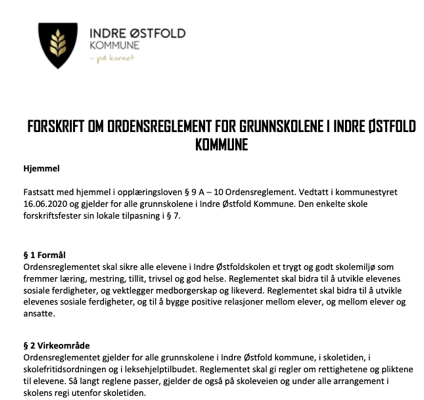 INDRE ØSTFOLD
KOMMUNE
– på kornet
FORSKRIFT OM ORDENSREGLEMENT FOR GRUNNSKOLENE I INDRE ØSTFOLD
KOMMUNE
Hjemmel
Fastsatt med hjemmel i opplæringsloven § 9 A – 10 Ordensreglement. Vedtatt i kommunestyret
16.06.2020 og gjelder for alle grunnskolene i Indre Østfold Kommune. Den enkelte skole
forskriftsfester sin lokale tilpasning i § 7.
§ 1 Formål
Ordensreglementet skal sikre alle elevene i Indre Østfoldskolen et trygt og godt skolemiljø som
fremmer læring, mestring, tillit, trivsel og god helse. Reglementet skal bidra til å utvikle elevenes
sosiale ferdigheter, og vektlegger medborgerskap og likeverd. Reglementet skal bidra til å utvikle
elevenes sosiale ferdigheter, og til å bygge positive relasjoner mellom elever, og mellom elever og
ansatte.
§ 2 Virkeområde
Ordensreglementet gjelder for alle grunnskolene i Indre Østfold kommune, i skoletiden, i
skolefritidsordningen og i leksehjelptilbudet. Reglementet skal gi regler om rettighetene og pliktene
til elevene. Så langt reglene passer, gjelder de også på skoleveien og under alle arrangement i
skolens regi utenfor skoletiden.